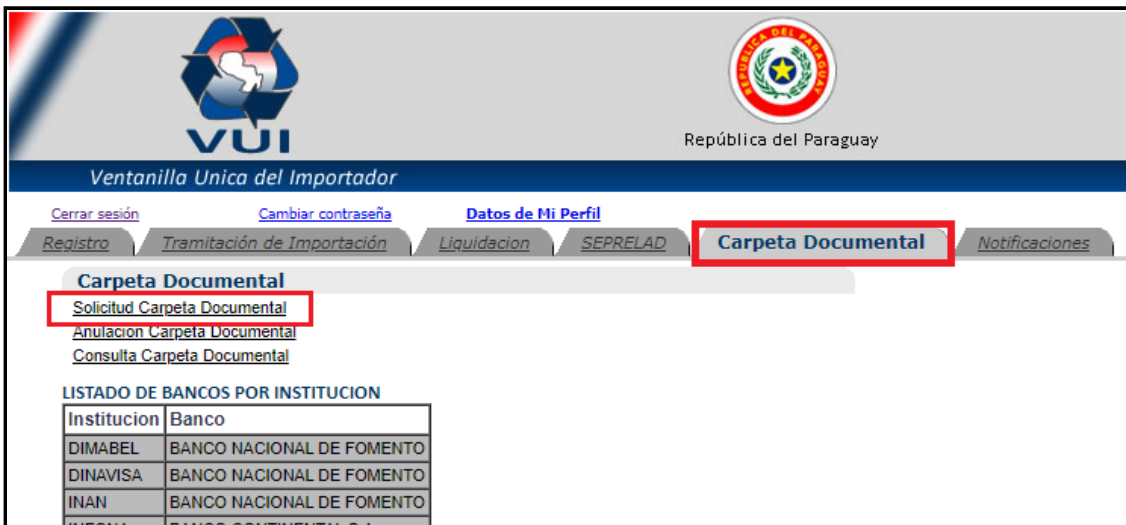 VUI
REPUBLICA DEL PARAGUAY
República del Paraguay
Ventanilla Unica del Importador
Cerrar sesión Cambiar contraseña Datos de Mi Perfil
Registro Tramitación de Importación Liquidacion SEPRELAD Carpeta Documental Notificaciones
Carpeta Documental
Solicitud Carpeta Documental
Anulacion Carpeta Documental
Consulta Carpeta Documental
LISTADO DE BANCOS POR INSTITUCION
Institucion Banco
DIMABEL BANCO NACIONAL DE FOMENTO
DINAVISA BANCO NACIONAL DE FOMENTO
INAN BANCO NACIONAL DE FOMENTO